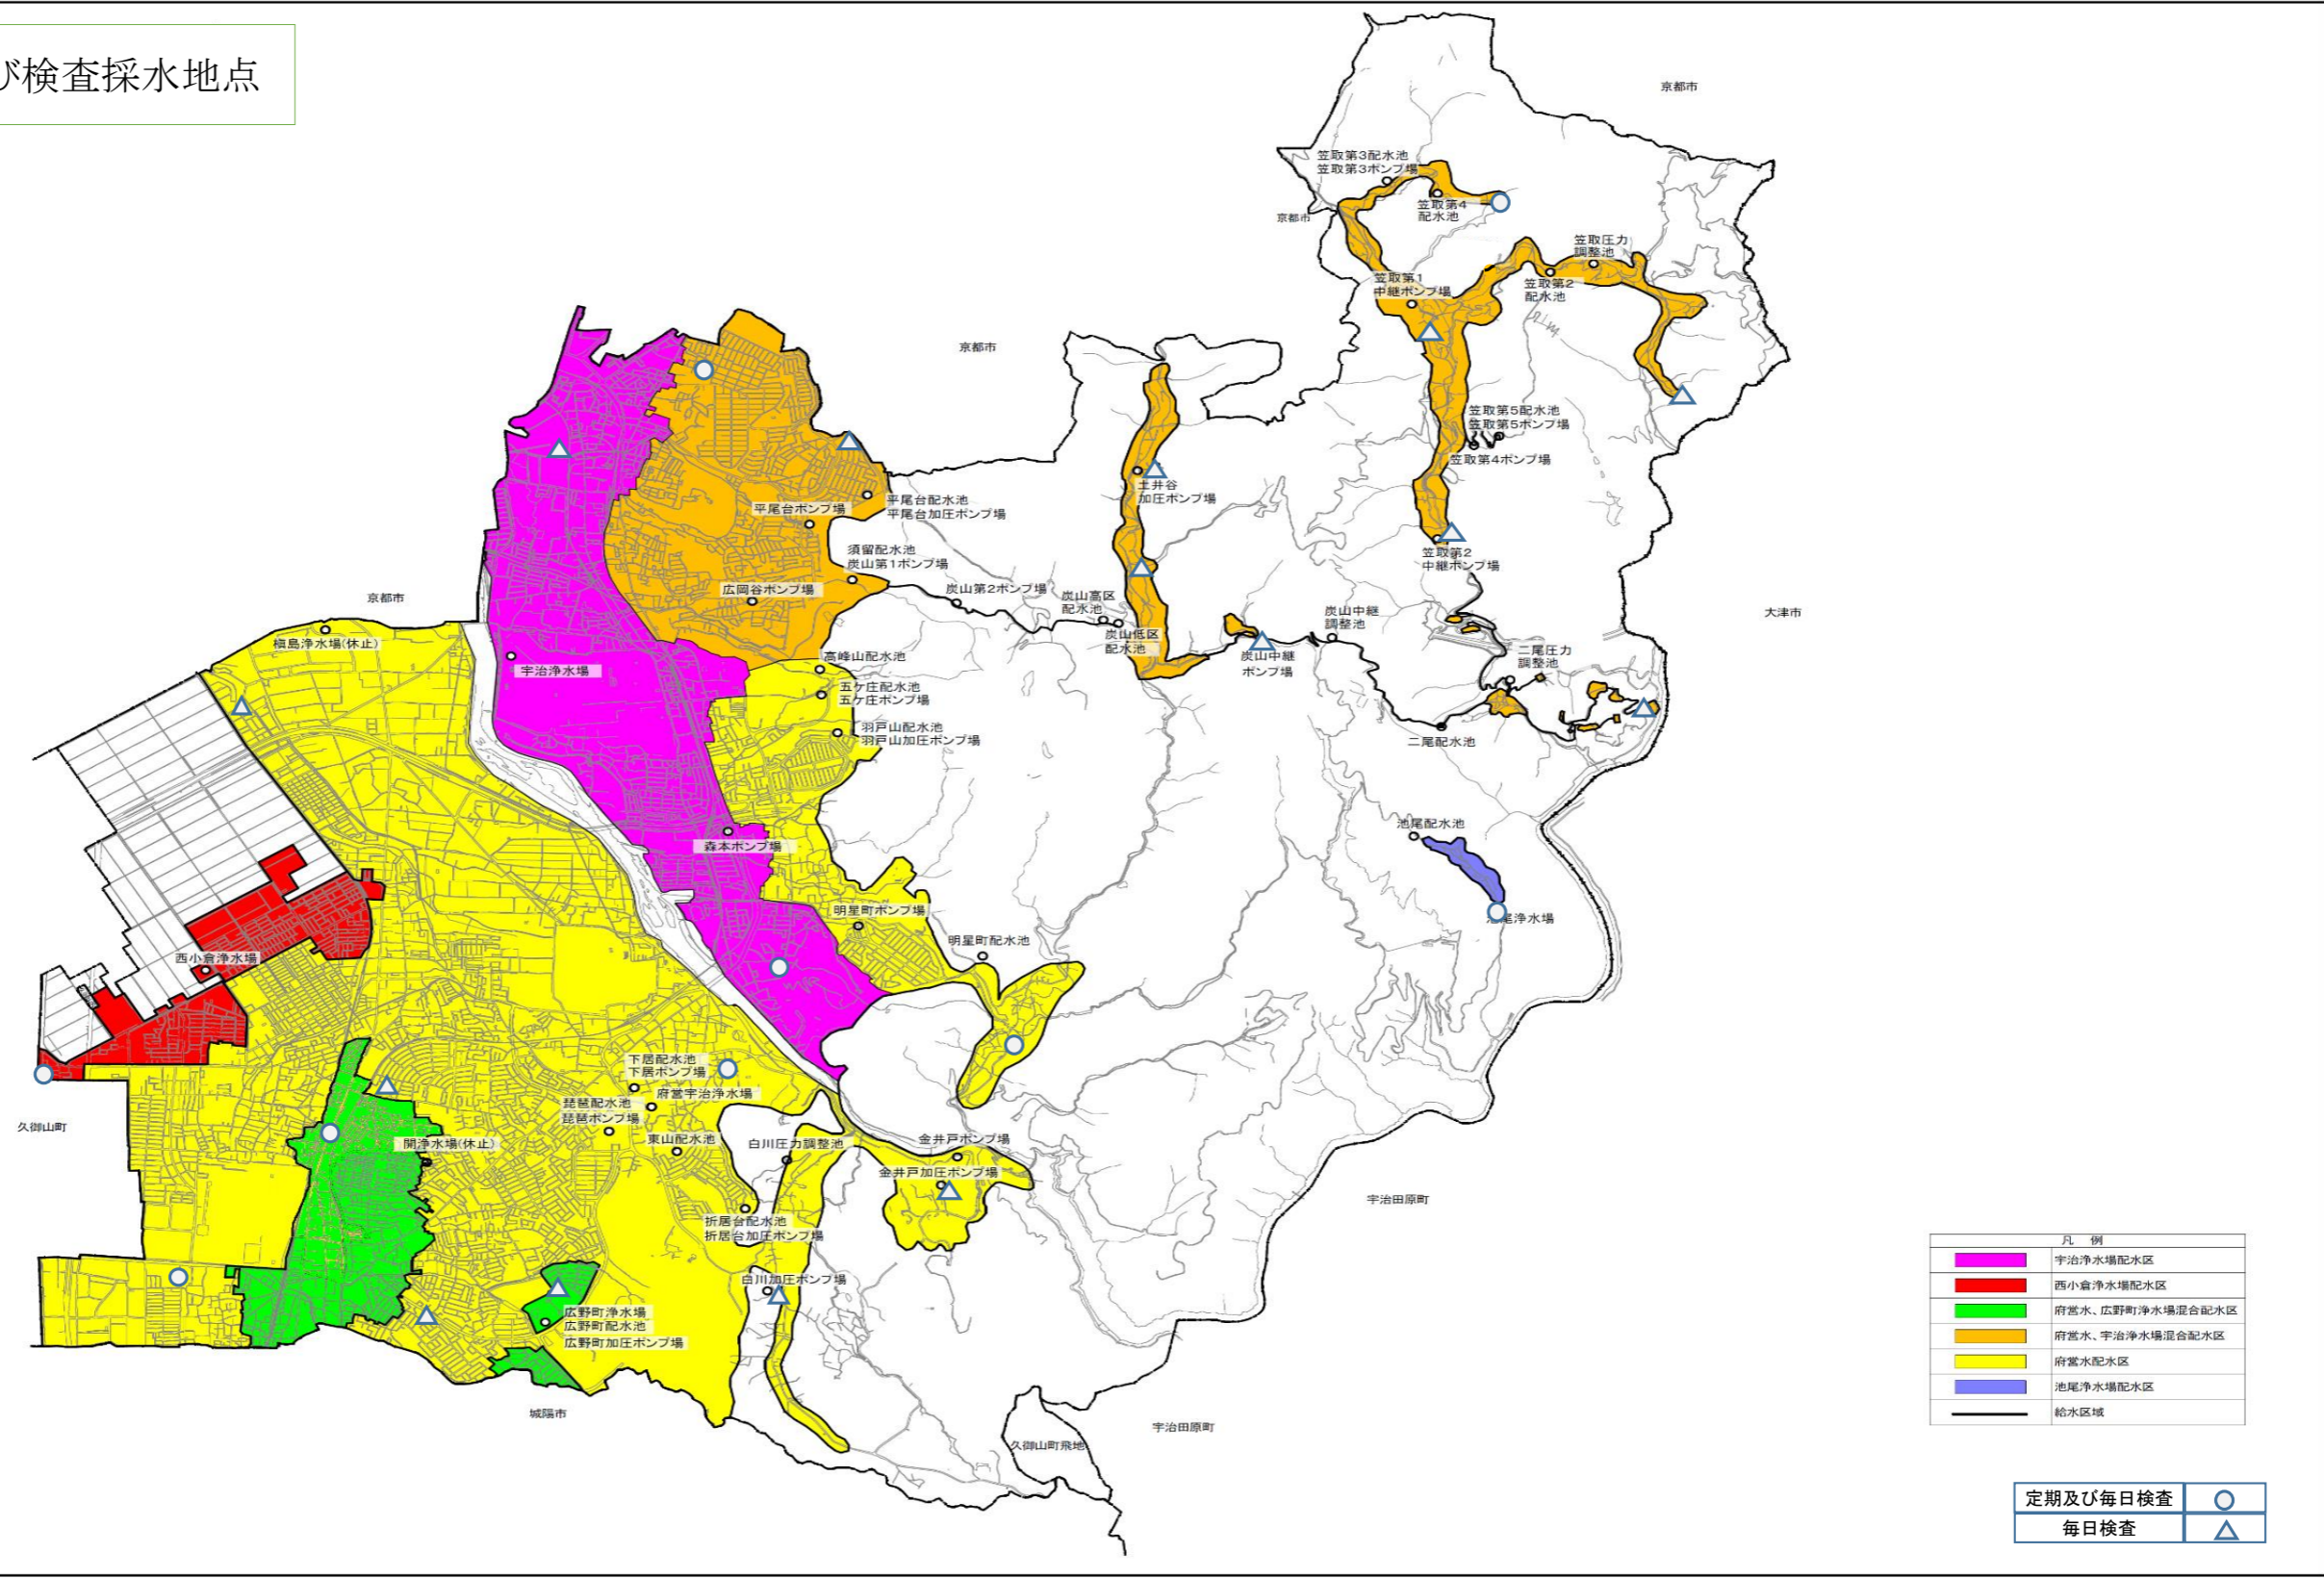 び検査採水地点
京都市
笠取第3配水池
笠取第3ポンプ場
笠取第4
配水池
京都市
笠取圧力
調整池
笠取第1
中継ポンプ場
笠取第2
配水池
京都市
笠取第5配水池
笠取第5ポンプ場
笠取第4ポンプ場
土井谷
加圧ポンプ場
平尾台配水池
平尾台加圧ポンプ場
平尾台ポンプ場
須留配水池
炭山第1ポンプ場
笠取第2
中継ポンプ場
広岡谷ポンプ場
炭山第2ポンプ場
炭山高区
配水池
炭山低区
配水池
炭山中継
調整池
京都市
大津市
槇島浄水場(休止)
宇治浄水場
高峰山配水池
炭山中継
ポンプ場
二尾圧力
調整池
五ケ庄配水池
五ケ庄ポンプ場
羽戸山配水池
羽戸山加圧ポンプ場
二尾配水池
池尾配水池
森本ポンプ場
明星町ポンプ場
尾浄水場
明星町配水池
西小倉浄水場
下居配水池
下居ポンプ場
府営宇治浄水場
琵琶配水池
琵琶ポンプ場
久御山町
開浄水場(休止)
東山配水池
白川圧力調整池
金井戸ポンプ場
金井戸加圧ポンプ場
宇治田原町
折居台配水池
折居台加圧ポンプ場
白川加圧ポンプ場
広野町浄水場
広野町配水池
広野町加圧ポンプ場
城陽市
宇治田原町
久御山町飛地
凡 例
宇治浄水場配水区
西小倉浄水場配水区
府営水、広野町浄水場混合配水区
府営水、宇治浄水場混合配水区
府営水配水区
池尾浄水場配水区
給水区域
定期及び毎日検査
毎日検査